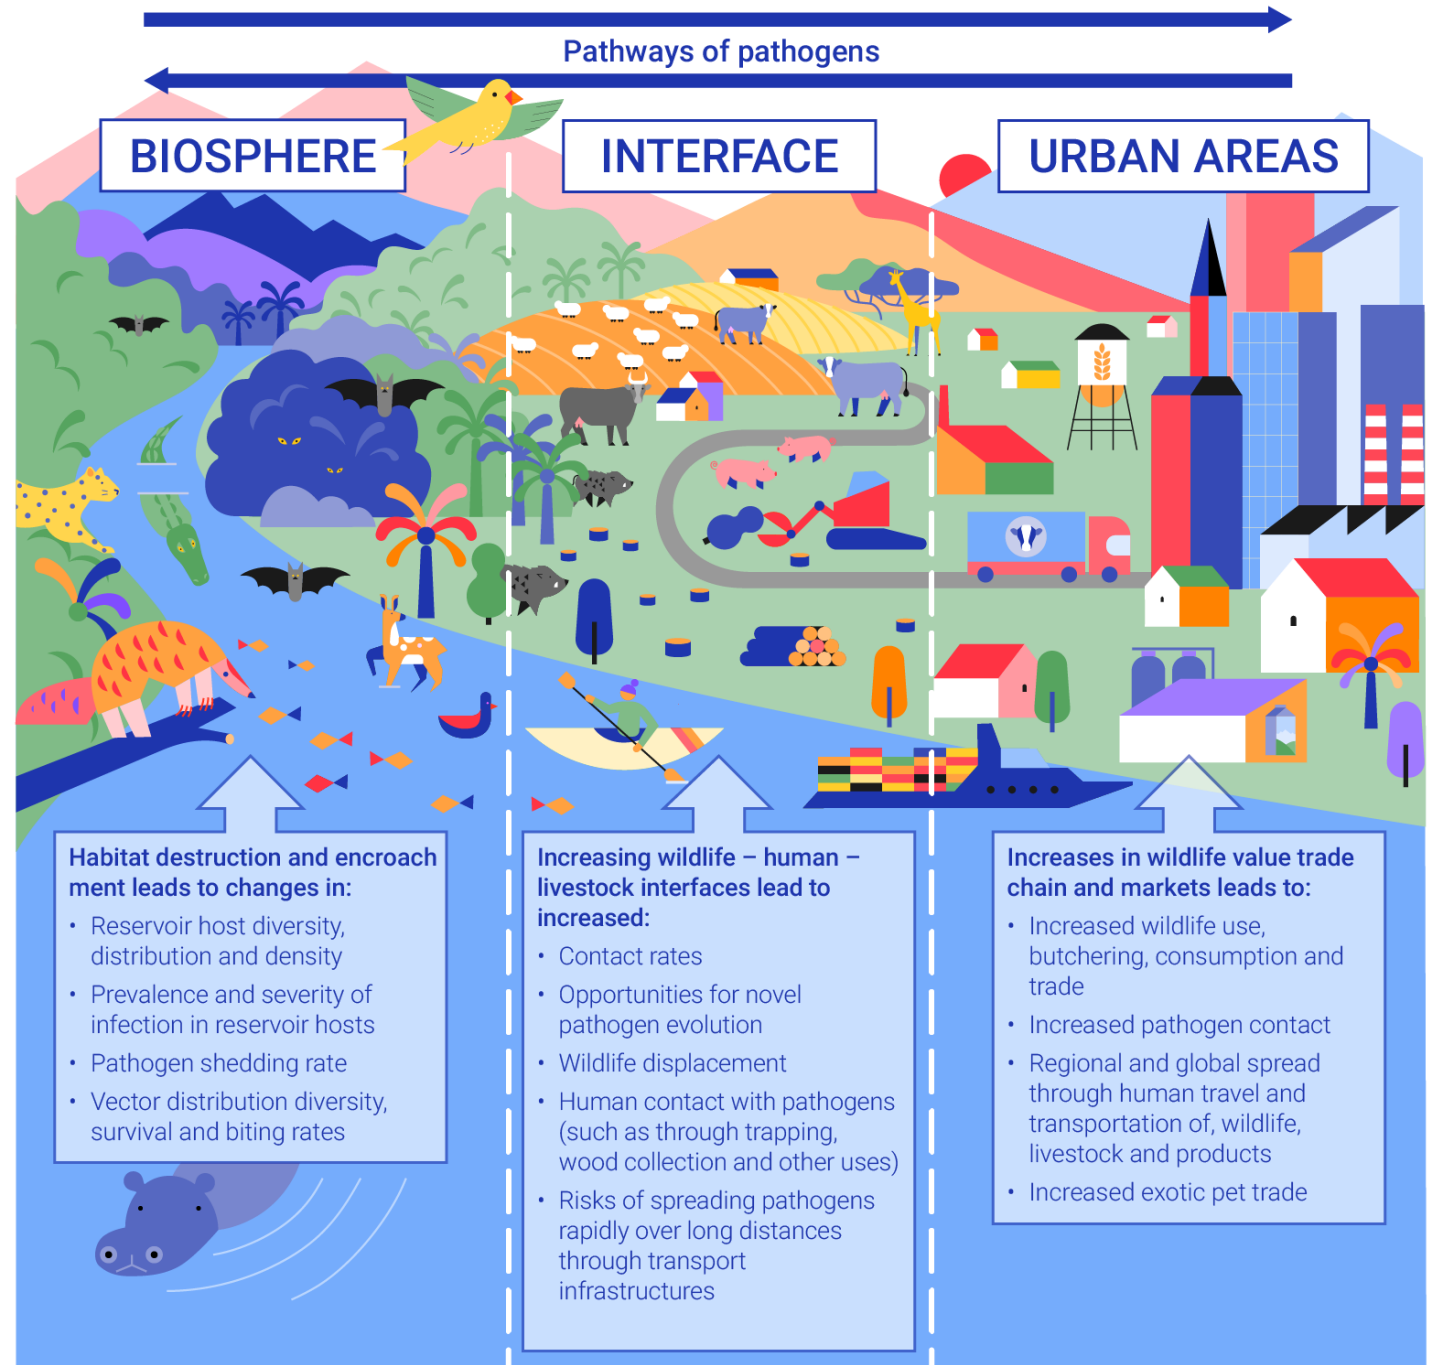 Pathways of pathogens
BIOSPHERE
INTERFACE
URBAN AREAS
Habitat destruction and encroach
ment leads to changes in:
• Reservoir host diversity,
distribution and density
• Prevalence and severity of
infection in reservoir hosts
• Pathogen shedding rate
• Vector distribution diversity,
survival and biting rates
Increasing wildlife – human –
livestock interfaces lead to
increased:
• Contact rates
• Opportunities for novel
pathogen evolution
• Wildlife displacement
• Human contact with pathogens
(such as through trapping,
wood collection and other uses)
• Risks of spreading pathogens
rapidly over long distances
through transport
infrastructures
Increases in wildlife value trade
chain and markets leads to:
• Increased wildlife use,
butchering, consumption and
trade
• Increased pathogen contact
• Regional and global spread
through human travel and
transportation of, wildlife,
livestock and products
• Increased exotic pet trade